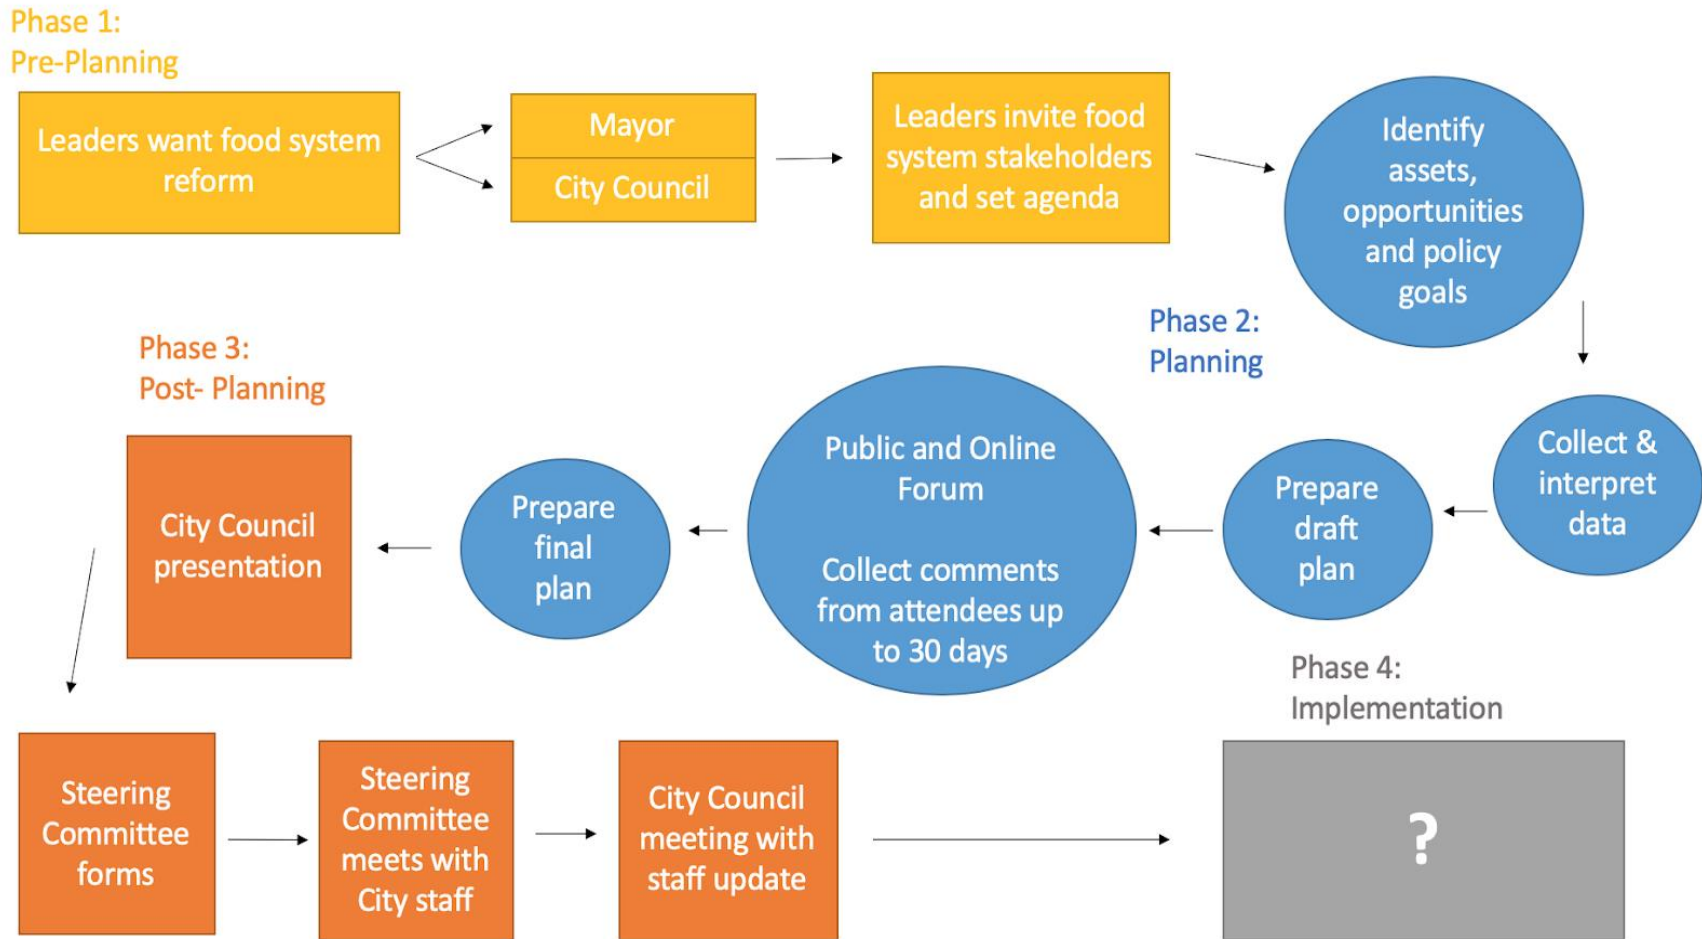 Phase 1:
Pre-Planning
Leaders want food system
reform
Mayor
City Council
Leaders invite food
system stakeholders
and set agenda
Identify
assets,
opportunities
and policy
goals
Phase 2:
Planning
Collect &
interpret
data
Prepare
draft
plan
Public and Online
Forum
Collect comments
from attendees up
to 30 days
Prepare
final
plan
Phase 3:
Post- Planning
City Council
presentation
Steering
Committee
forms
Steering
Committee
meets with
City staff
City Council
meeting with
staff update
Phase 4:
Implementation
?